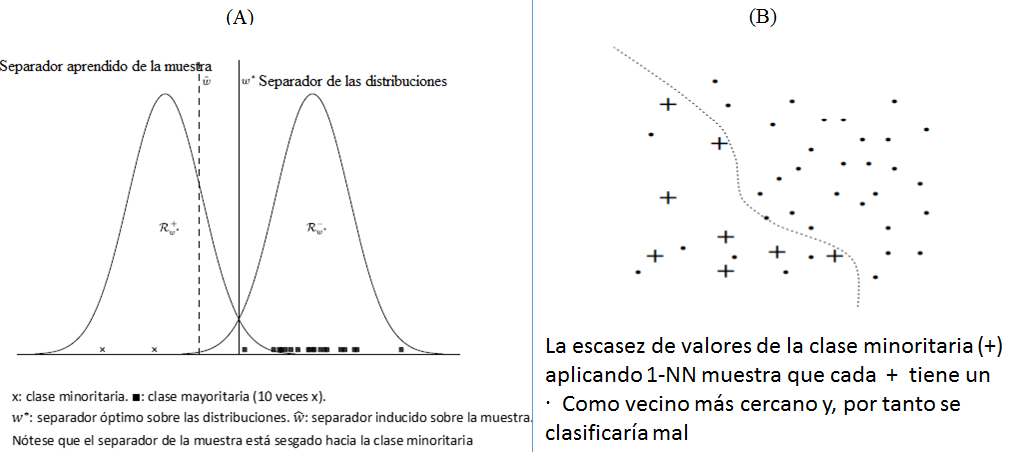 (A)
Separador aprendido de la muestra
ŵ
w* Separador de las distribuciones
R⁺w*
R⁻w*
x: clase minoritaria. ■: clase mayoritaria (10 veces x).
w*: separador óptimo sobre las distribuciones. ŵ: separador inducido sobre la muestra.
Nótese que el separador de la muestra está sesgado hacia la clase minoritaria
(B)
La escasez de valores de la clase minoritaria (+)
aplicando 1-NN muestra que cada + tiene un
· Como vecino más cercano y, por tanto se
clasificaría mal